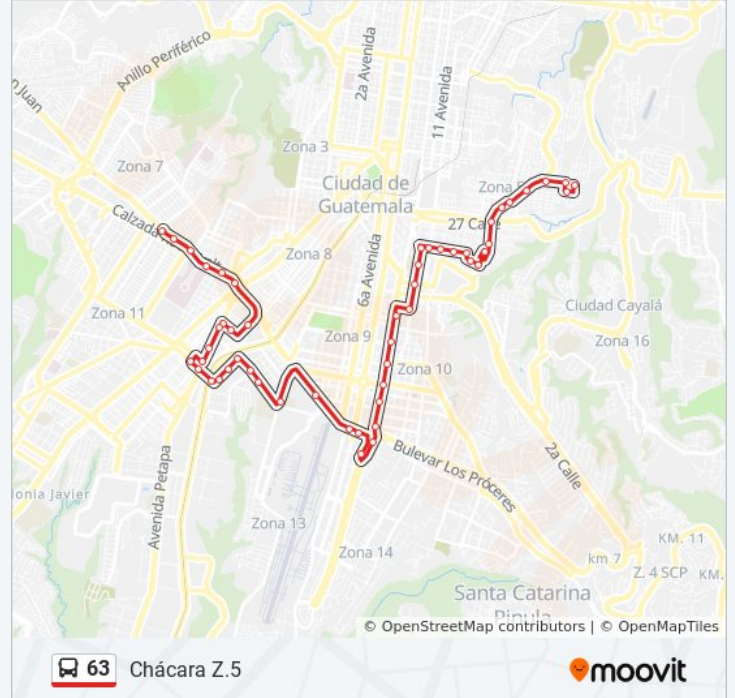 Anillo Periférico
2a Avenida
11 Avenida
n Juan
Zona 3
Zona 7
Ciudad de
Guatemala
Zona
27 Calle
Calzada
6a Avenida
Zona 8
Ciudad Cayalá
Zona 11
Zona 9
Zona 16
Zona 10
Bulevar Los Próceres
2a Calle
Avenida Petapa
lonia Javier
Zona 13
Zona 14
KM. 11
km 7
Z. 4 SCP
KM.
Santa Catarina
Pinula
© OpenStreetMap contributors | © OpenMapTiles
63
Chácara Z.5
moovit